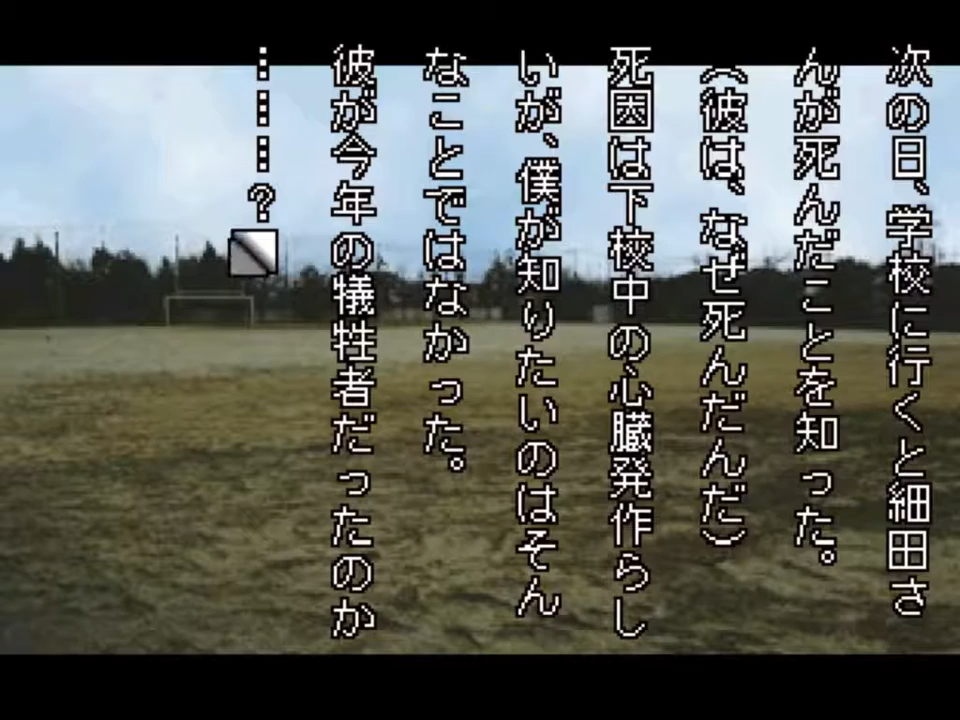 次の日、学校に行くと細田さ
んが死んだことを知った。
（彼は、なぜ死んだんだ）
死因は下校中の心臓発作らし
いが、僕が知りたいのはそん
なことではなかった。
彼が今年の犠牲者だったのか
………？